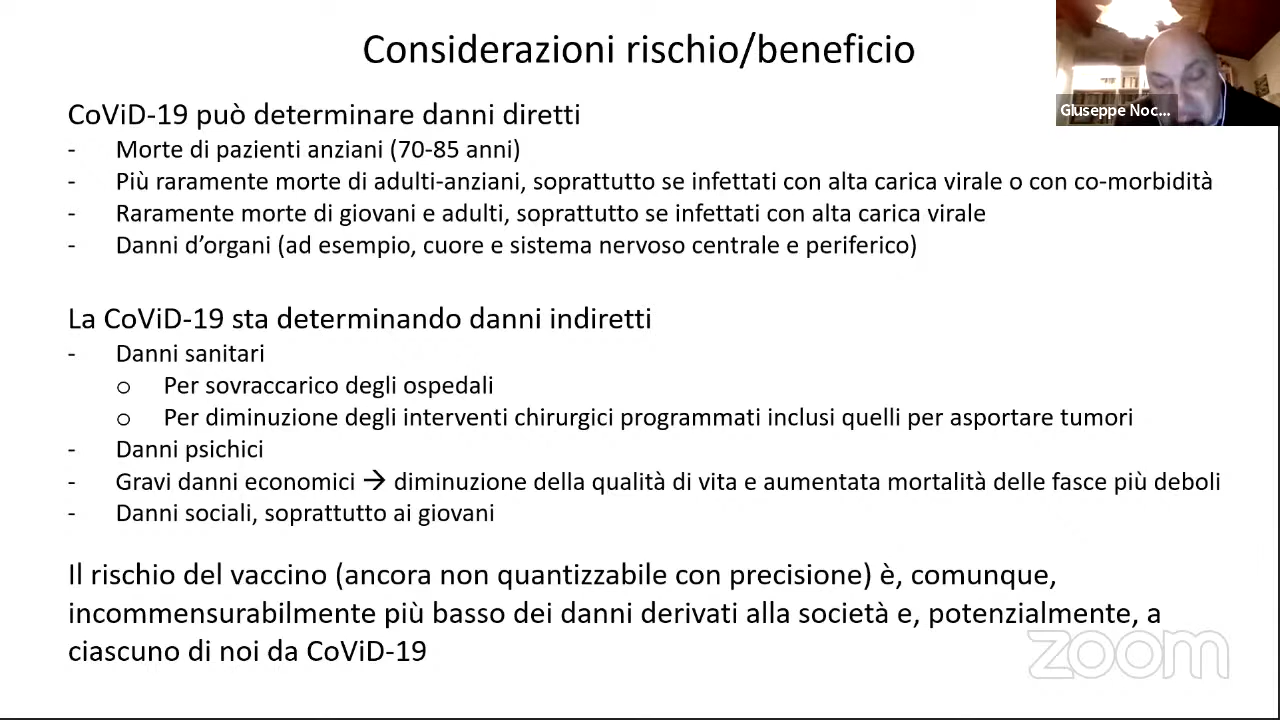 Considerazioni rischio/beneficio
Giuseppe Noc...
CoViD-19 può determinare danni diretti
- Morte di pazienti anziani (70-85 anni)
- Più raramente morte di adulti-anziani, soprattutto se infettati con alta carica virale o con co-morbidità
- Raramente morte di giovani e adulti, soprattutto se infettati con alta carica virale
- Danni d’organi (ad esempio, cuore e sistema nervoso centrale e periferico)
La CoViD-19 sta determinando danni indiretti
- Danni sanitari
o Per sovraccarico degli ospedali
o Per diminuzione degli interventi chirurgici programmati inclusi quelli per asportare tumori
- Danni psichici
- Gravi danni economici → diminuzione della qualità di vita e aumentata mortalità delle fasce più deboli
- Danni sociali, soprattutto ai giovani
Il rischio del vaccino (ancora non quantizzabile con precisione) è, comunque,
incommensurabilmente più basso dei danni derivati alla società e, potenzialmente, a
ciascuno di noi da CoViD-19
zoom